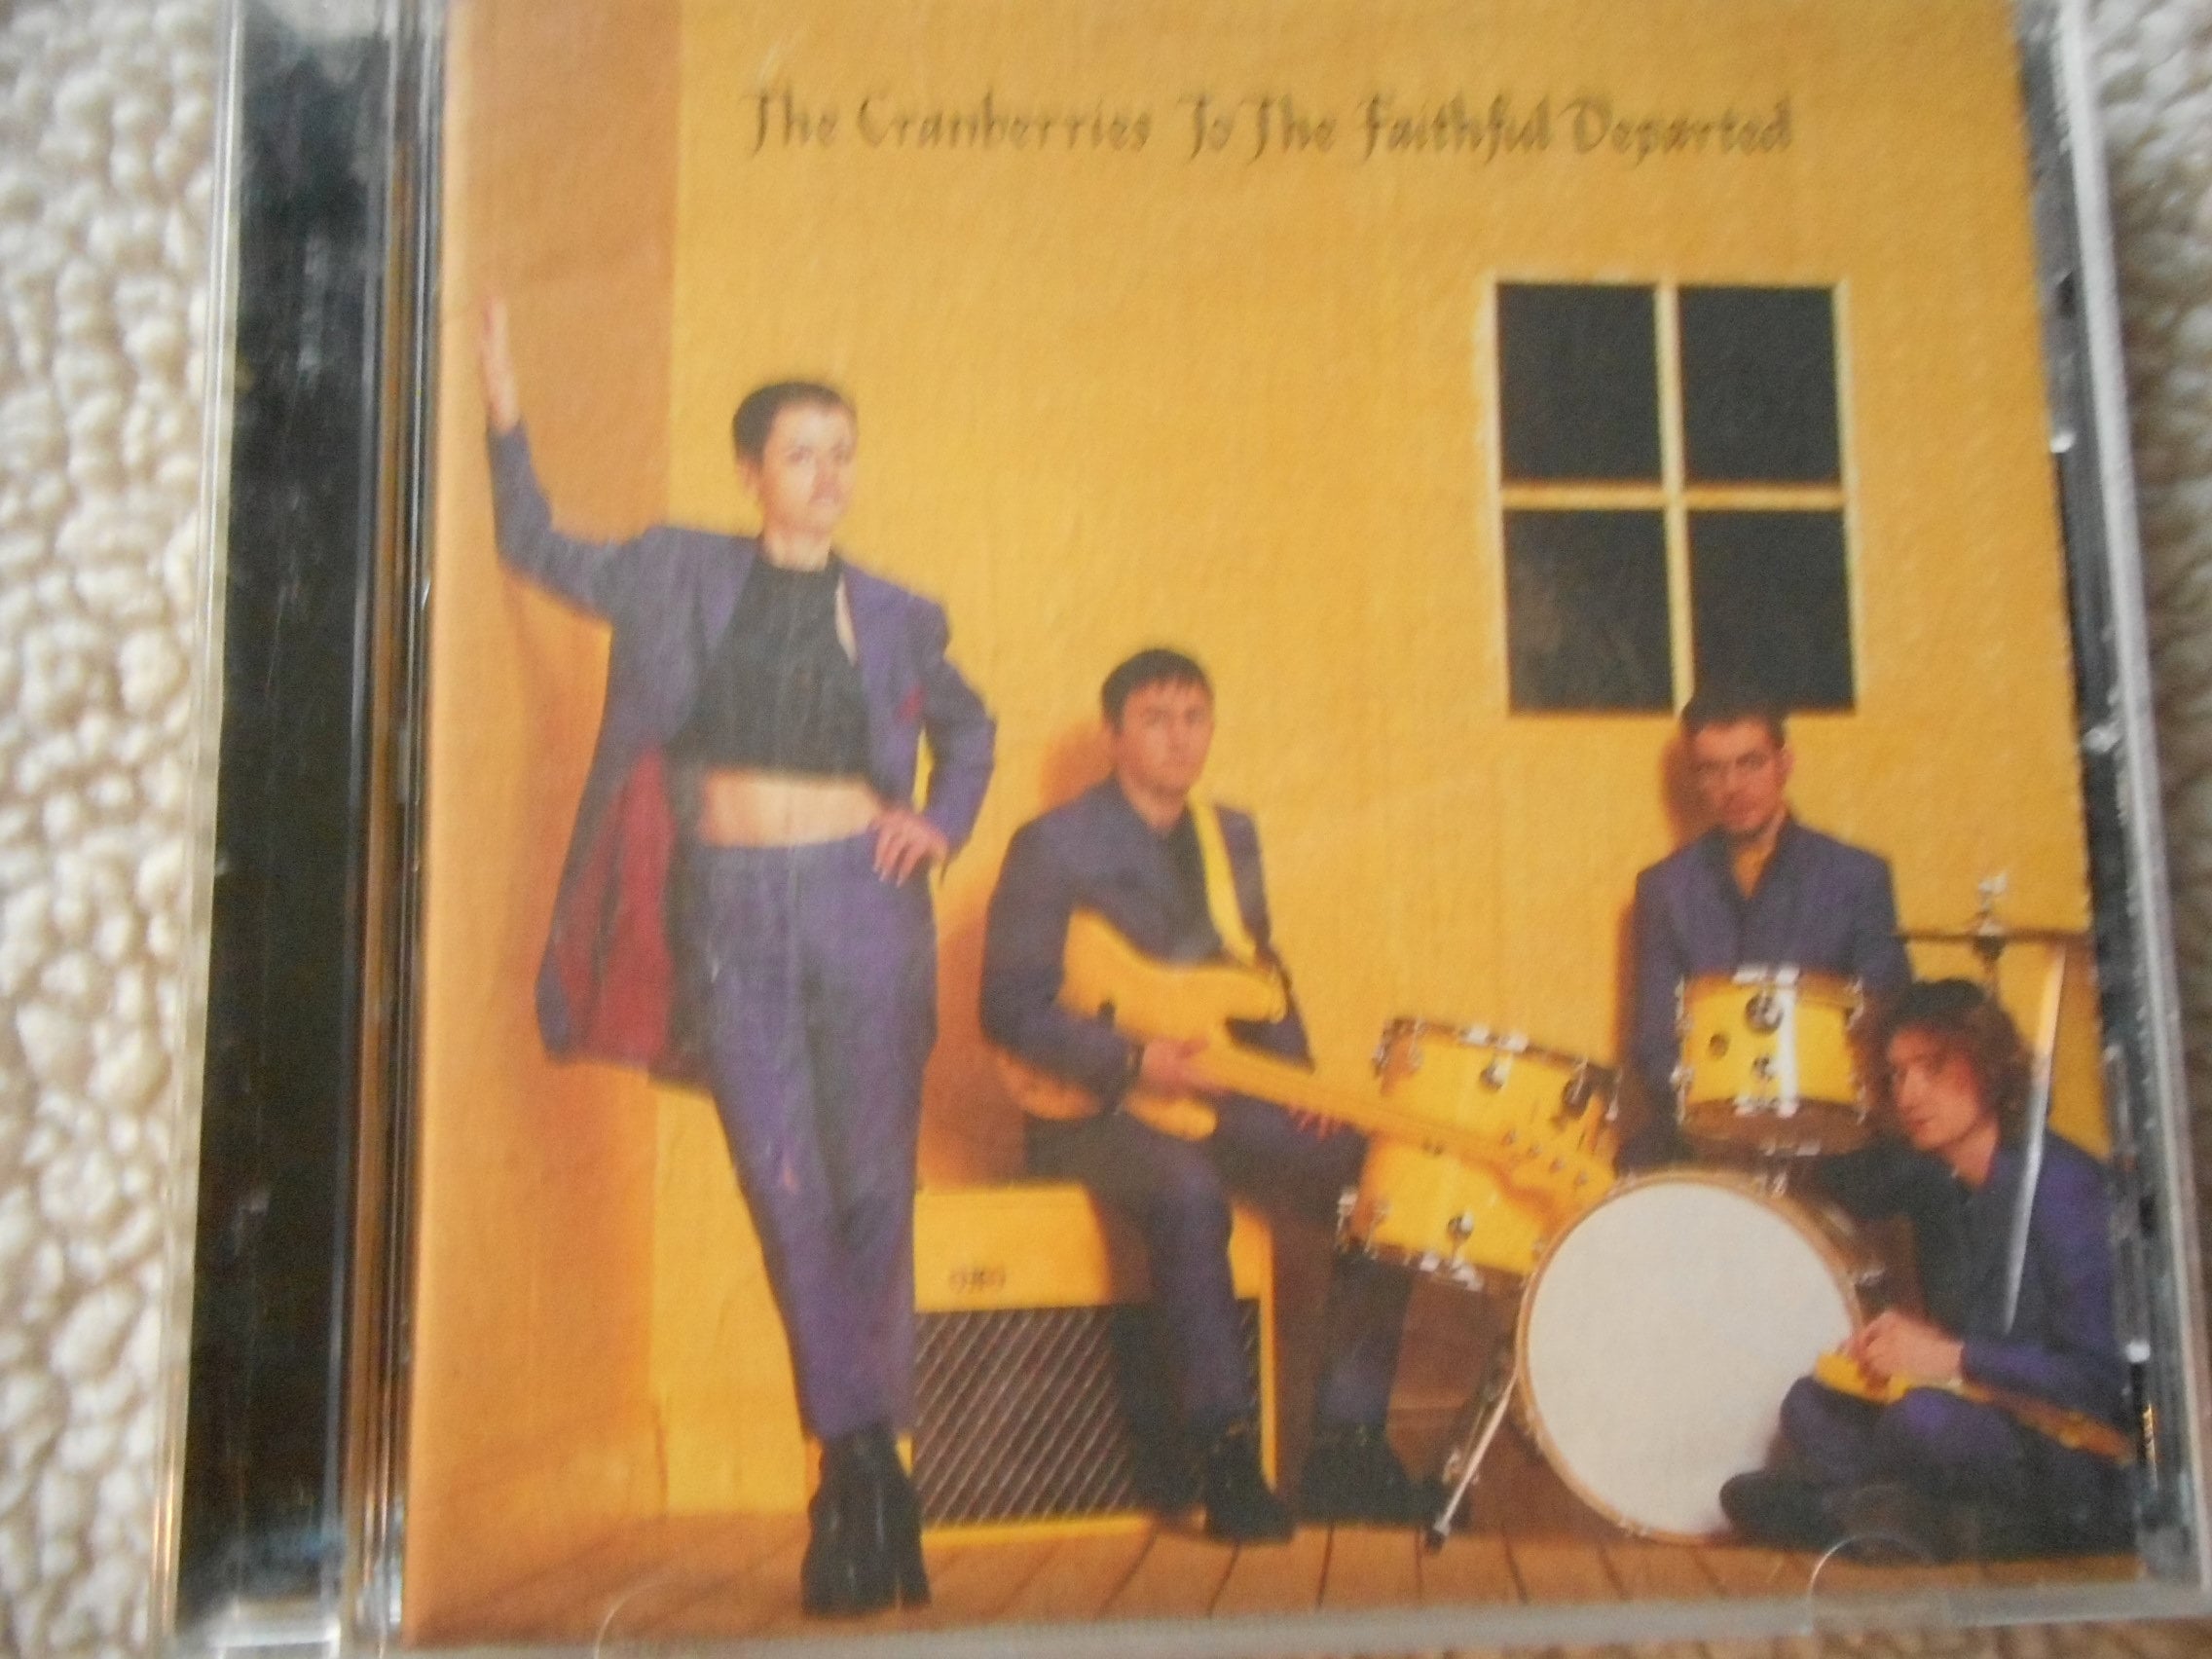 The Cranberries To The Faithful Departed